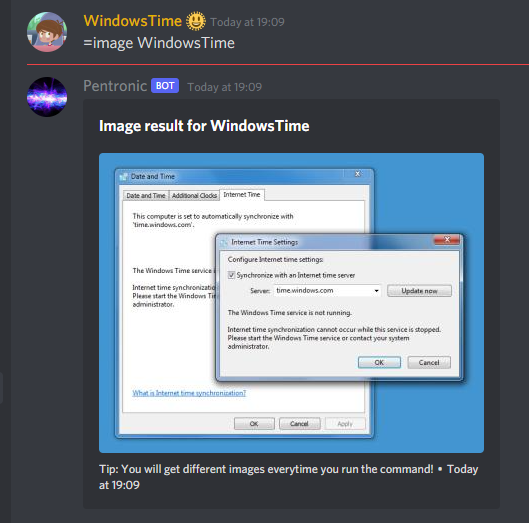 WindowsTime Today at 19:09
=image WindowsTime
Pentronic BOT Today at 19:09
Image result for WindowsTime
Date and Time
Date and Time Additional Clocks Internet Time
This computer is set to automatically synchronize with
'time.windows.com'.
The Windows Time service i
Internet time synchronizatio
Please start the Windows Tir
administrator.
What is Internet time synchronization?
OK Cancel Apply
Internet Time Settings
Configure Internet time settings:
Synchronize with an Internet time server
Server: time.windows.com Update now
The Windows Time service is not running.
Internet time synchronization cannot occur while this service is stopped.
Please start the Windows Time service or contact your system
administrator.
OK Cancel
Tip: You will get different images everytime you run the command! • Today
at 19:09